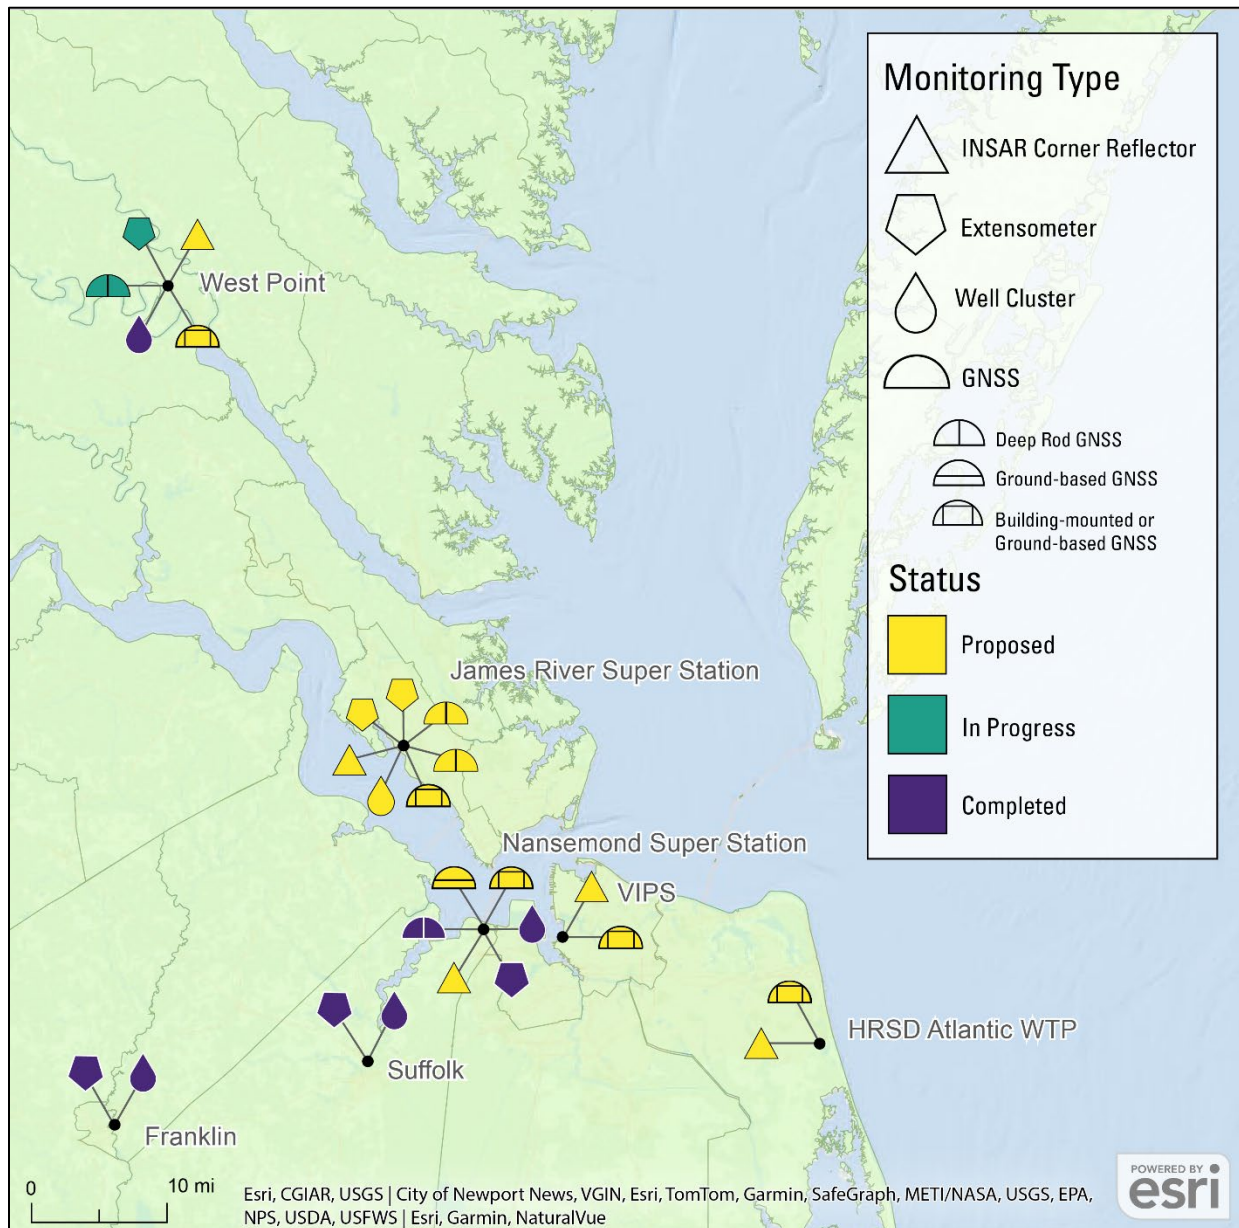 Monitoring Type
INSAR Corner Reflector
Extensometer
Well Cluster
GNSS
Deep Rod GNSS
Ground-based GNSS
Building-mounted or
Ground-based GNSS
Status
Proposed
In Progress
Completed
West Point
James River Super Station
Nansemond Super Station
VIPS
HRSD Atlantic WTP
Suffolk
Franklin
0 10 mi
Esri, CGIAR, USGS | City of Newport News, VGIN, Esri, TomTom, Garmin, SafeGraph, METI/NASA, USGS, EPA,
NPS, USDA, USFWS | Esri, Garmin, NaturalVue
POWERED BY
esri